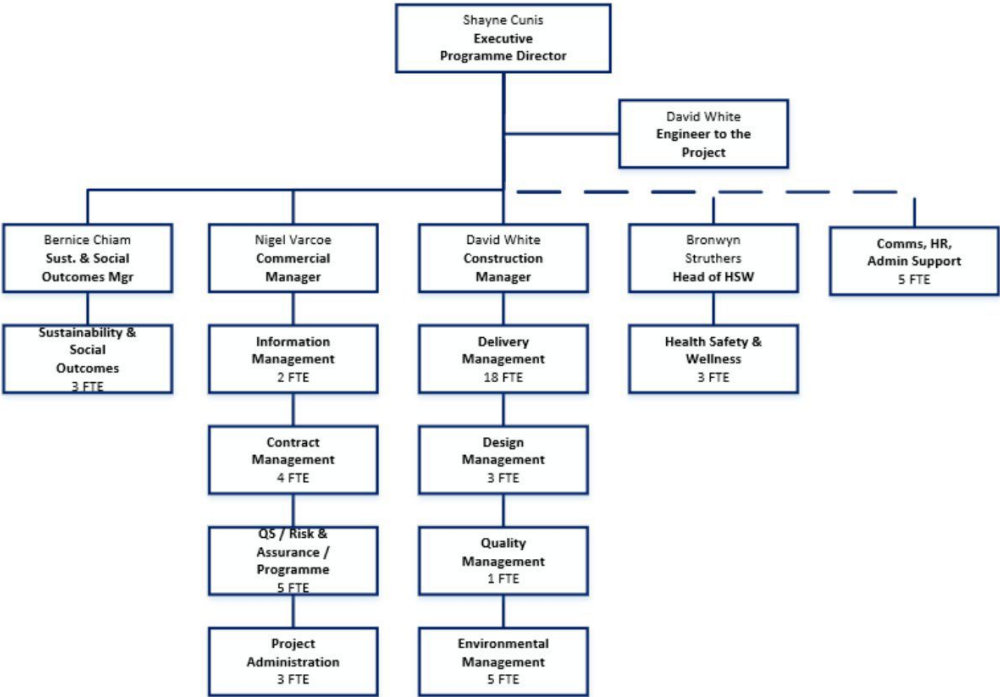 Shayne Cunis
Executive
Programme Director
David White
Engineer to the
Project
Bernice Chiam
Sust. & Social
Outcomes Mgr
Nigel Varcoe
Commercial
Manager
David White
Construction
Manager
Bronwyn
Struthers
Head of HSW
Comms, HR,
Admin Support
5 FTE
Sustainability &
Social
Outcomes
3 FTE
Information
Management
2 FTE
Delivery
Management
18 FTE
Health Safety &
Wellness
3 FTE
Contract
Management
4 FTE
Design
Management
3 FTE
QS / Risk &
Assurance /
Programme
5 FTE
Quality
Management
1 FTE
Project
Administration
3 FTE
Environmental
Management
5 FTE